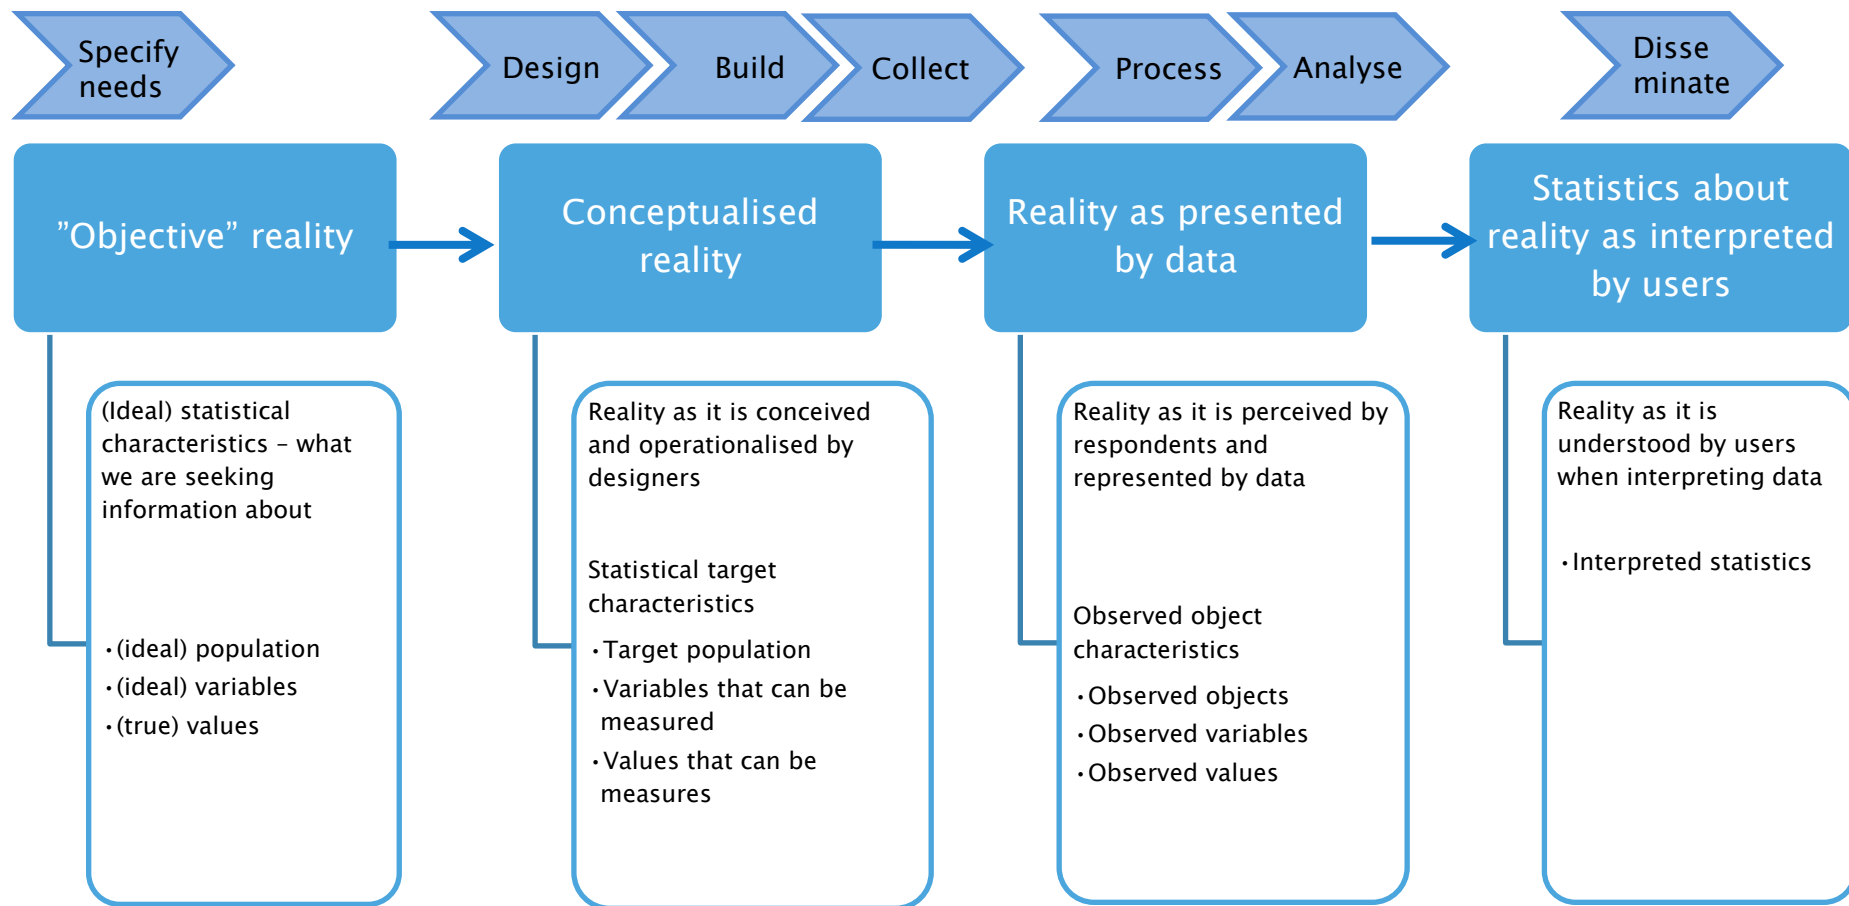 Specify
needs
Design
Build
Collect
Process
Analyse
Disse
minate
”Objective” reality
Conceptualised
reality
Reality as presented
by data
Statistics about
reality as interpreted
by users
(Ideal) statistical
characteristics – what
we are seeking
information about
•(ideal) population
•(ideal) variables
•(true) values
Reality as it is conceived
and operationalised by
designers
Statistical target
characteristics
•Target population
•Variables that can be
measured
•Values that can be
measures
Reality as it is perceived by
respondents and
represented by data
Observed object
characteristics
•Observed objects
•Observed variables
•Observed values
Reality as it is
understood by users
when interpreting data
•Interpreted statistics